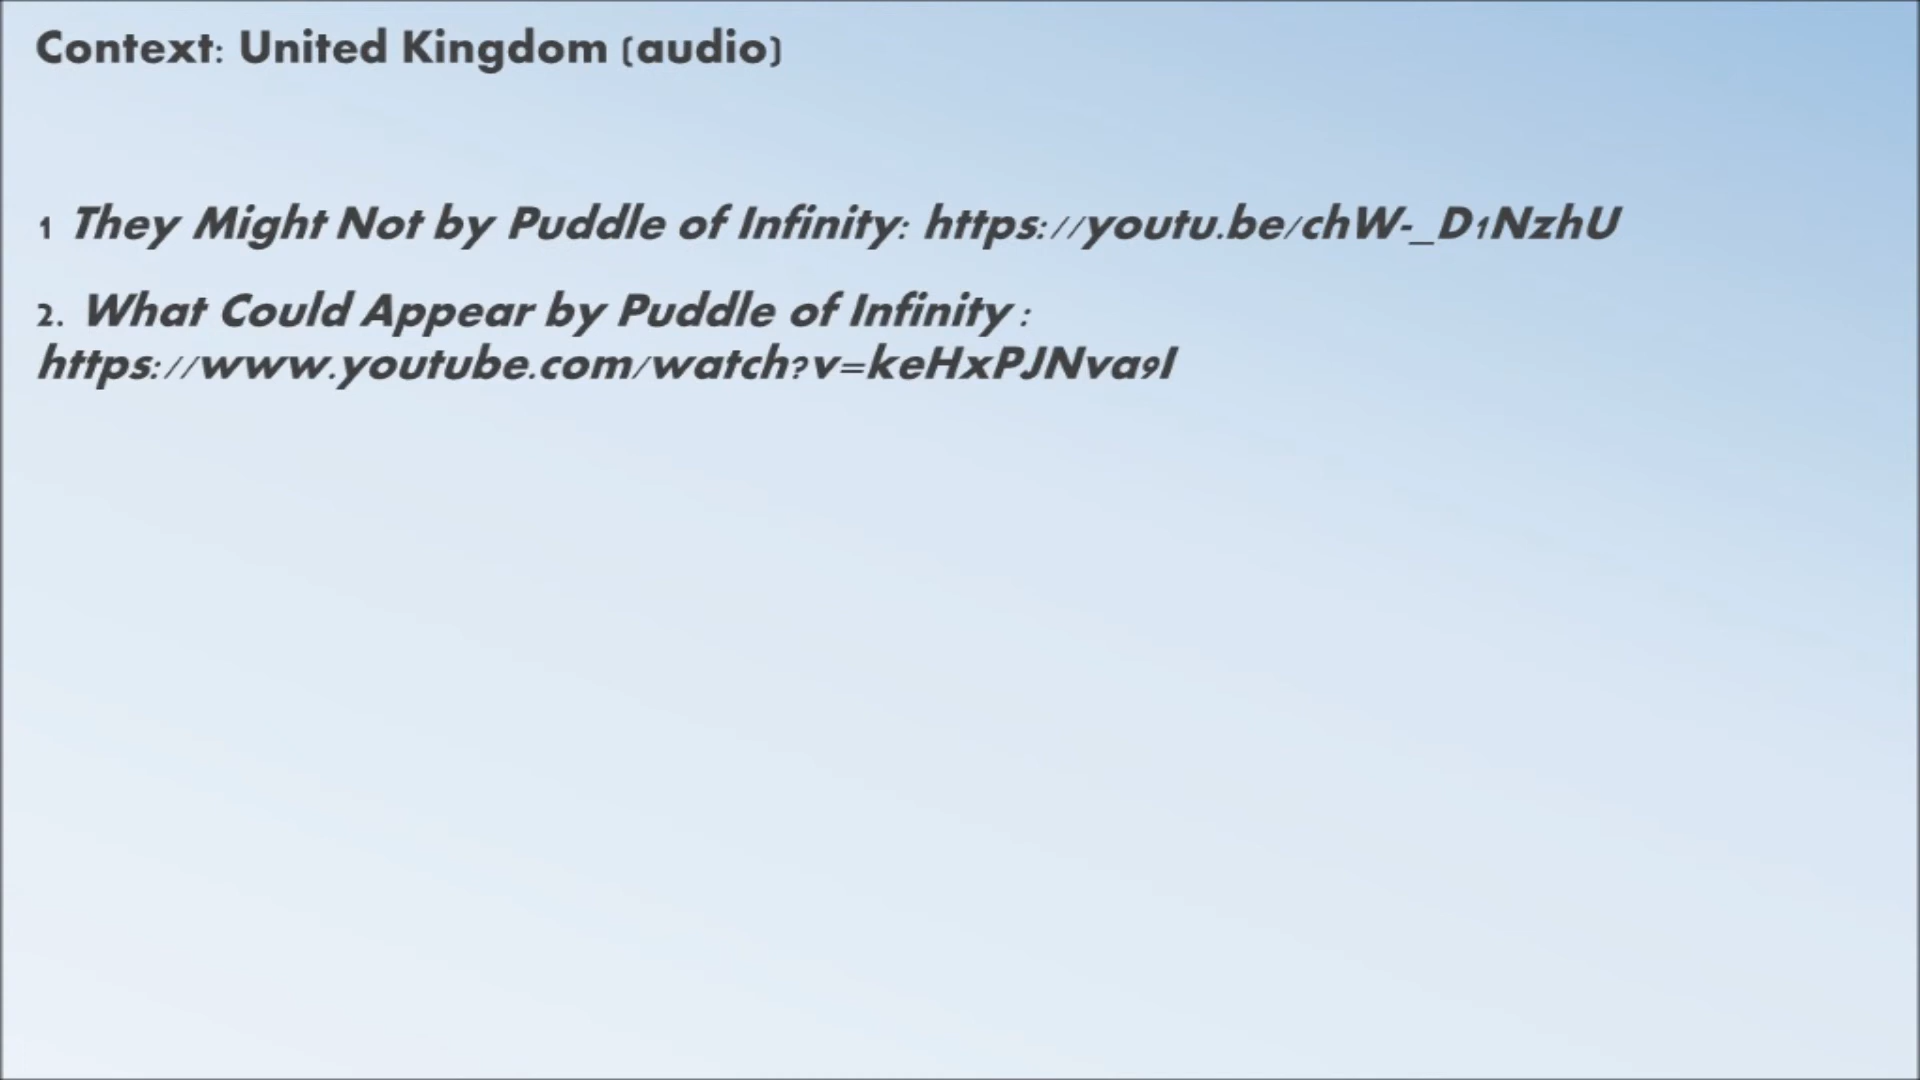 Context: United Kingdom (audio)
1 They Might Not by Puddle of Infinity: https://youtu.be/chW-_D1NzhU
2. What Could Appear by Puddle of Infinity :
https://www.youtube.com/watch?v=keHxPJNva9I